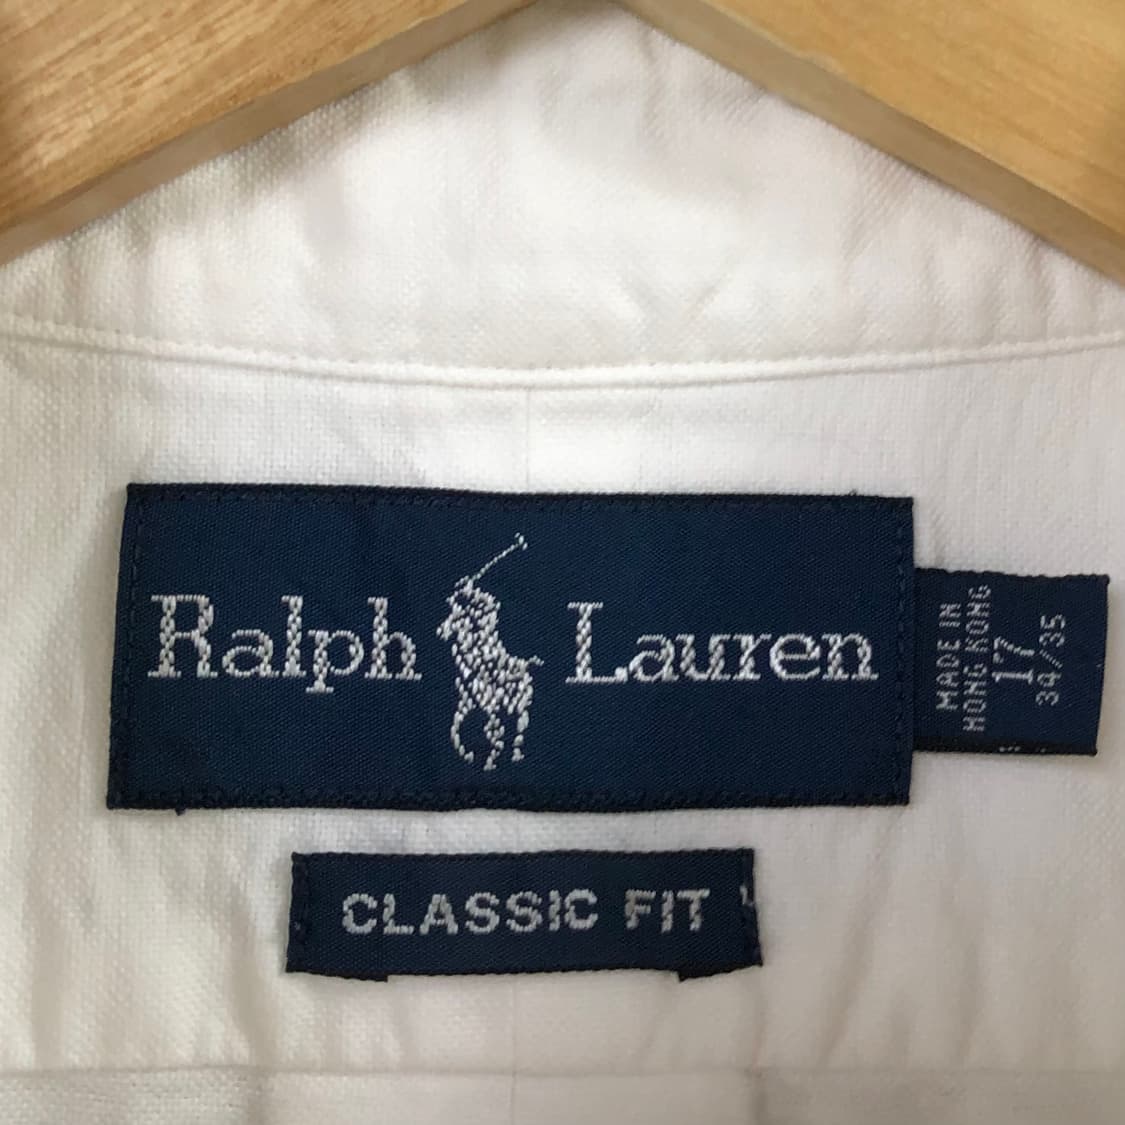 Ralph Lauren
MADE IN
HONG KONG
17
34/35
CLASSIC FIT